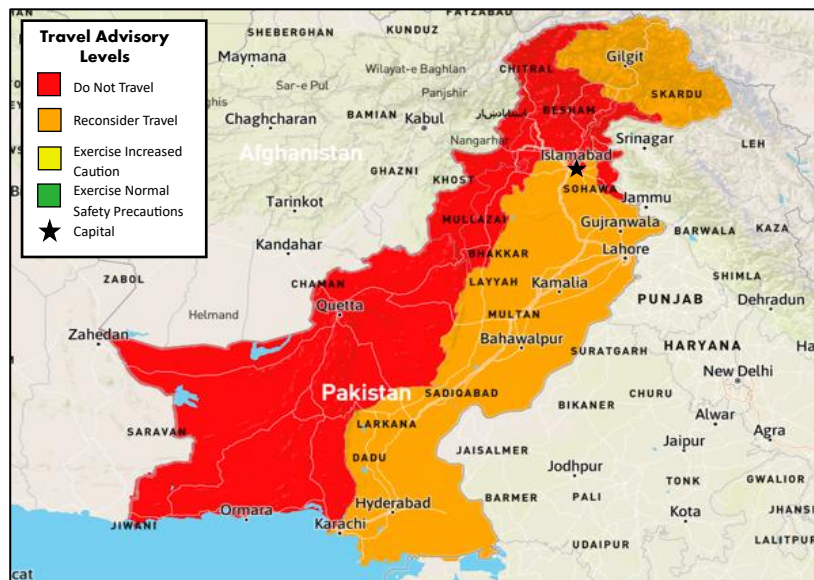 Travel Advisory
Levels
Do Not Travel
Reconsider Travel
Exercise Increased
Caution
Exercise Normal
Safety Precautions
Capital
FAYZABAD
SHEBERGHAN
KUNDUZ
Maymana
Wilayat-e Baghlan
CHITRAL
Gilgit
Sar-e Pul
Panjshir
SKARDU
BESHAM
Chaghcharan
BAMIAN
Kabul
Nangarhar
Srinagar
LEH
Afghanistan
Islamabad
GHAZNI
KHOST
SOHAWA
Tarinkot
Jammu
MULLAZAI
Gujranwala
BARWALA
KAZA
Kandahar
BHAKKAR
Lahore
ZABOL
CHAMAN
LAYYAH
Kamalia
SHIMLA
PUNJAB
Dehradun
Helmand
Quetta
MULTAN
Zahedan
Bahawalpur
SURATGARH
HARYANA
Ha
New Delhi
Pakistan
SADIQABAD
CHURU
BIKANER
Alwar
SARAVAN
LARKANA
Agra
JAISALMER
Jaipur
DADU
Jodhpur
TONK
GWALIOR
Ormara
Hyderabad
BARMER
PALI
Kota
JHANSI
JIWANI
Karachi
UDAIPUR
LALITPUR
cat